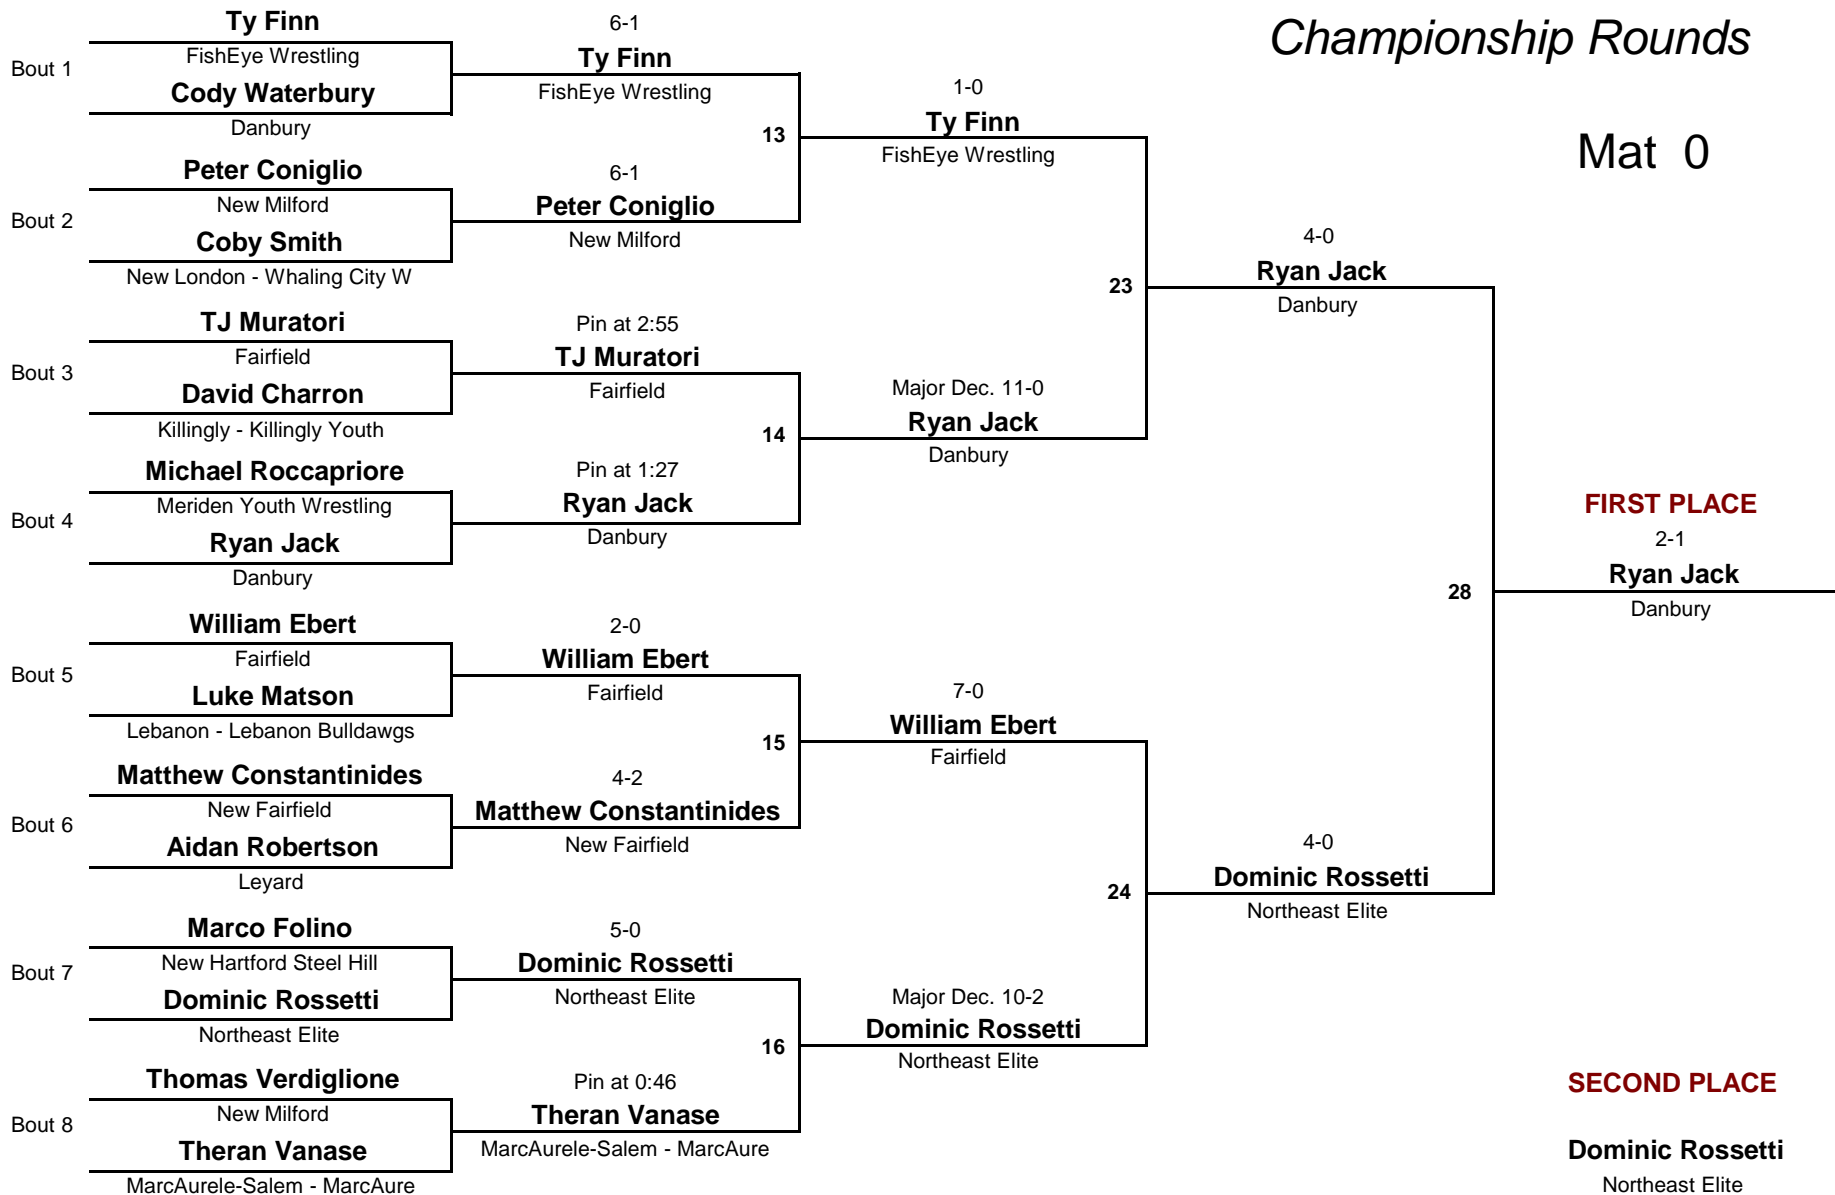 Championship Rounds
Mat 0
Bout 1
Ty Finn
FishEye Wrestling
Cody Waterbury
Danbury
Bout 2
Peter Coniglio
New Milford
Coby Smith
New London - Whaling City W
Bout 3
TJ Muratori
Fairfield
David Charron
Killingly - Killingly Youth
Bout 4
Michael Roccapriore
Meriden Youth Wrestling
Ryan Jack
Danbury
Bout 5
William Ebert
Fairfield
Luke Matson
Lebanon - Lebanon Bulldawgs
Bout 6
Matthew Constantinides
New Fairfield
Aidan Robertson
Leyard
Bout 7
Marco Folino
New Hartford Steel Hill
Dominic Rossetti
Northeast Elite
Bout 8
Thomas Verdiglione
New Milford
Theran Vanase
MarcAurele-Salem - MarcAure
6-1
Ty Finn
FishEye Wrestling
13
6-1
Peter Coniglio
New Milford
Pin at 2:55
TJ Muratori
Fairfield
14
Pin at 1:27
Ryan Jack
Danbury
2-0
William Ebert
Fairfield
15
4-2
Matthew Constantinides
New Fairfield
5-0
Dominic Rossetti
Northeast Elite
16
Pin at 0:46
Theran Vanase
MarcAurele-Salem - MarcAure
1-0
Ty Finn
FishEye Wrestling
23
Major Dec. 11-0
Ryan Jack
Danbury
7-0
William Ebert
Fairfield
24
Major Dec. 10-2
Dominic Rossetti
Northeast Elite
4-0
Ryan Jack
Danbury
28
4-0
Dominic Rossetti
Northeast Elite
FIRST PLACE
2-1
Ryan Jack
Danbury
SECOND PLACE
Dominic Rossetti
Northeast Elite